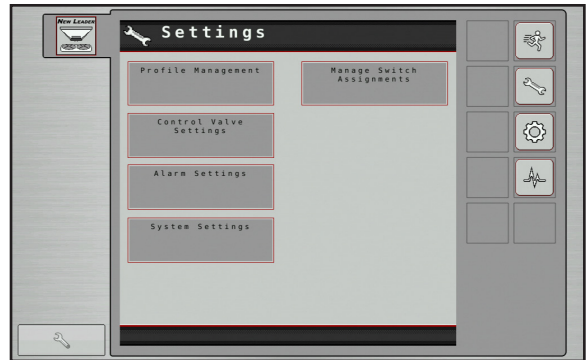 NEW LEADER
Settings
Profile Management
Manage Switch
Assignments
Control Valve
Settings
Alarm Settings
System Settings